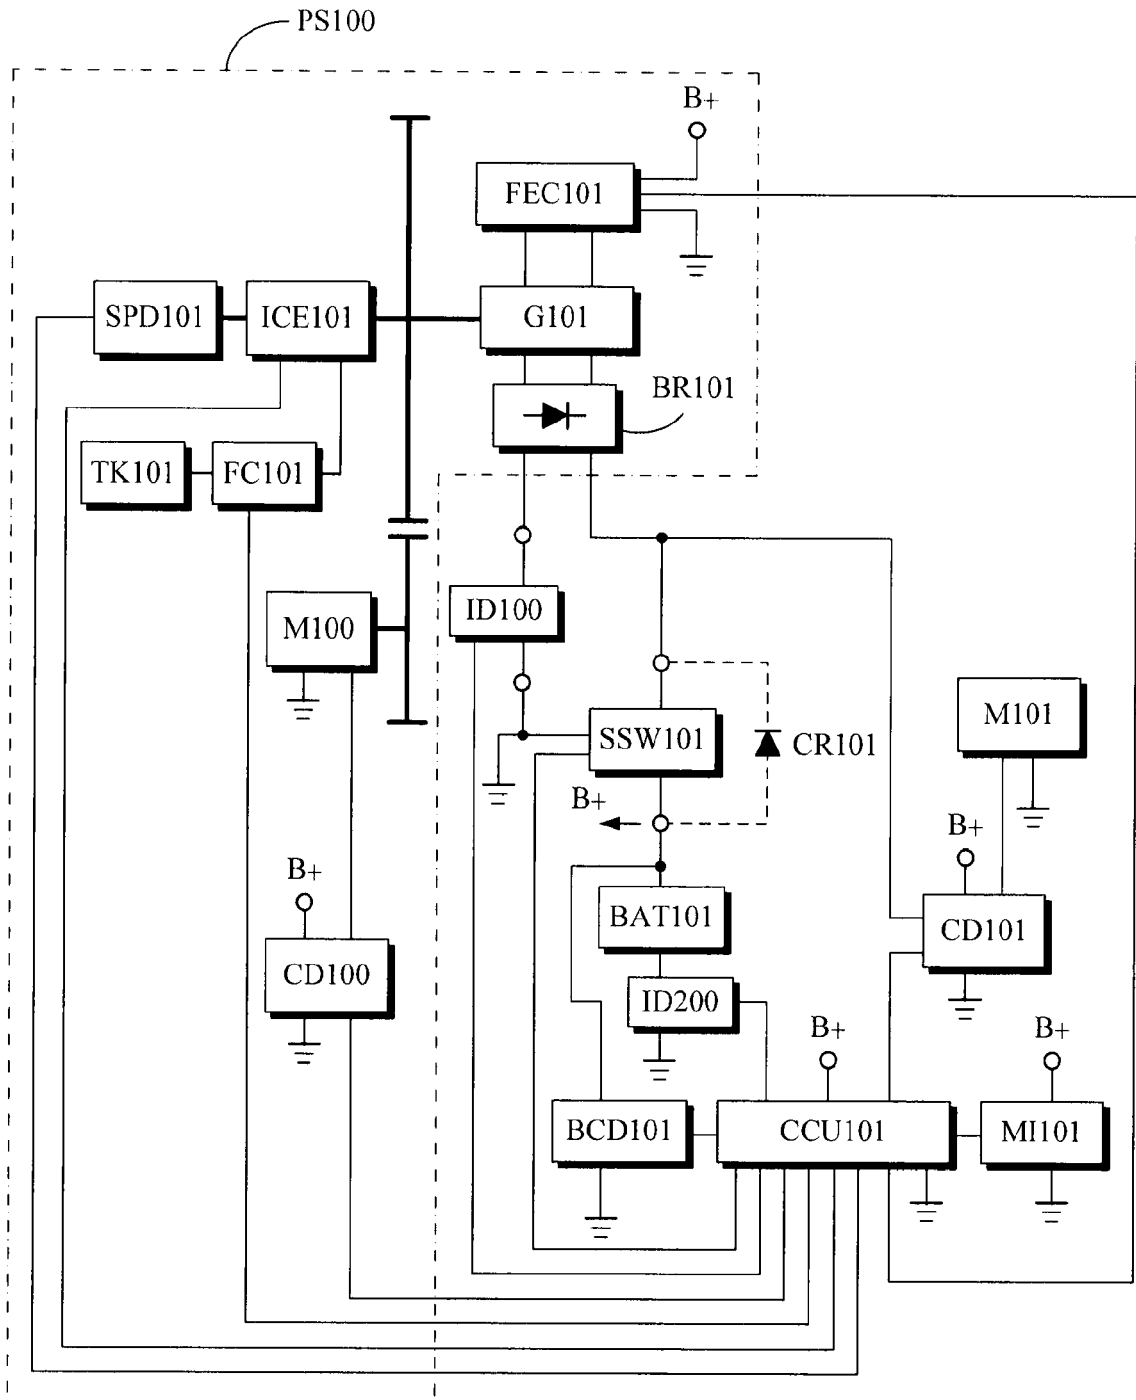 PS100
B+
FEC101
SPD101
ICE101
G101
BR101
TK101
FC101
ID100
M100
M101
SSW101
CR101
B+
B+
B+
BAT101
CD101
CD100
ID200
B+
B+
BCD101
CCU101
MI101